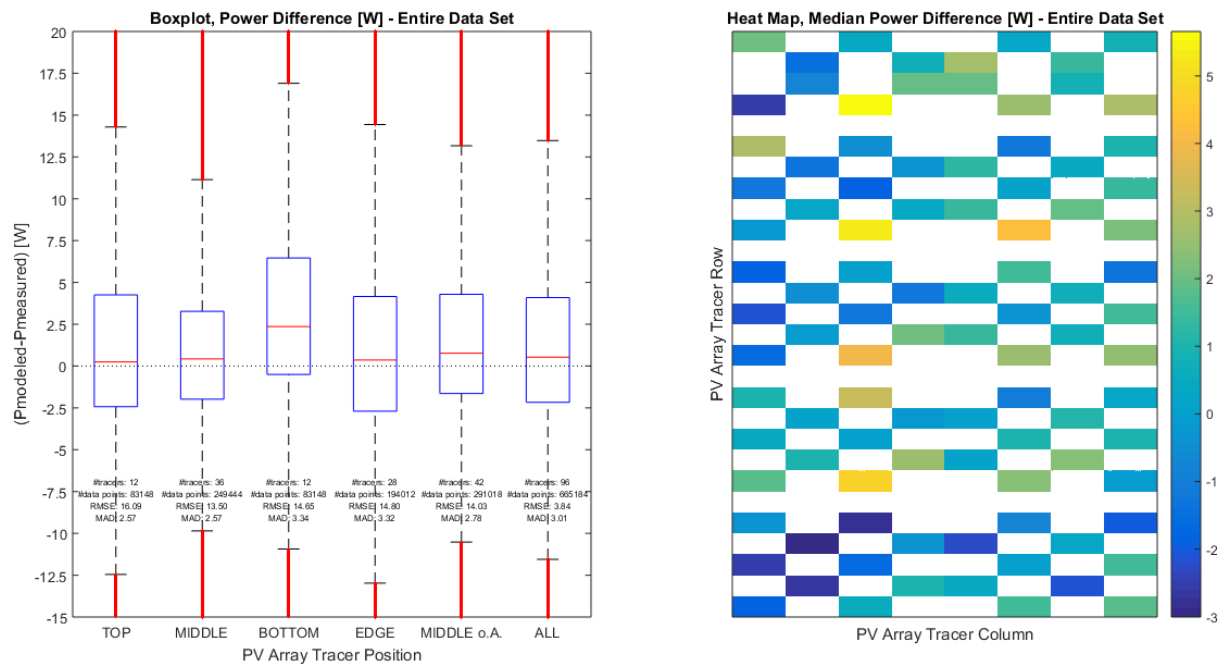 Boxplot, Power Difference [W] - Entire Data Set
20
17.5
15
12.5
10
7.5
5
2.5
0
-2.5
-5
-7.5
-10
-12.5
-15
(Pmodeled-Pmeasured) [W]
#tracers: 12
#data points: 83148
RMSE: 16.09
MAD: 2.57
#tracers: 36
#data points: 249444
RMSE: 13.50
MAD: 2.57
#tracers: 12
#data points: 83148
RMSE: 14.65
MAD: 3.34
#tracers: 28
#data points: 194012
RMSE: 14.80
MAD: 3.32
#tracers: 42
#data points: 291018
RMSE: 14.03
MAD: 2.78
#tracers: 96
#data points: 665184
RMSE: 3.84
MAD: 3.01
TOP MIDDLE BOTTOM EDGE MIDDLE o.A. ALL
PV Array Tracer Position
Heat Map, Median Power Difference [W] - Entire Data Set
PV Array Tracer Row
PV Array Tracer Column
5
4
3
2
1
0
-1
-2
-3